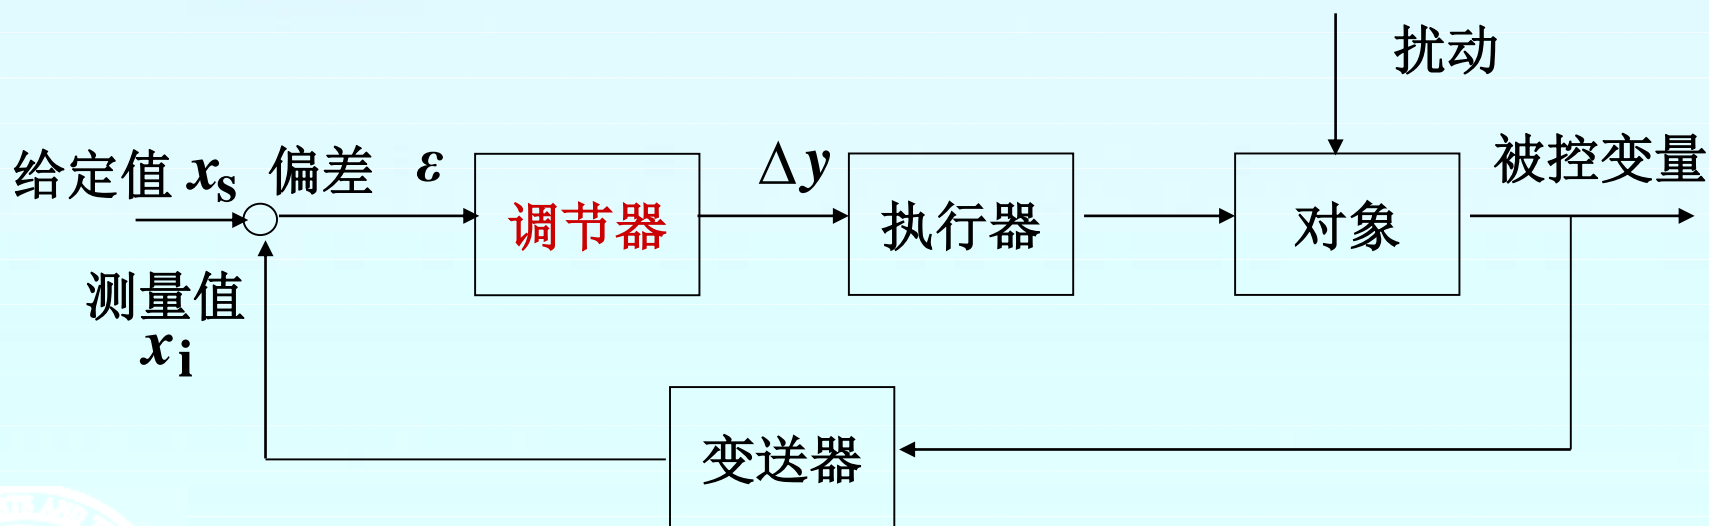 扰动
给定值 xs 偏差 ε
Δy
被控变量
调节器
执行器
对象
测量值
xi
变送器